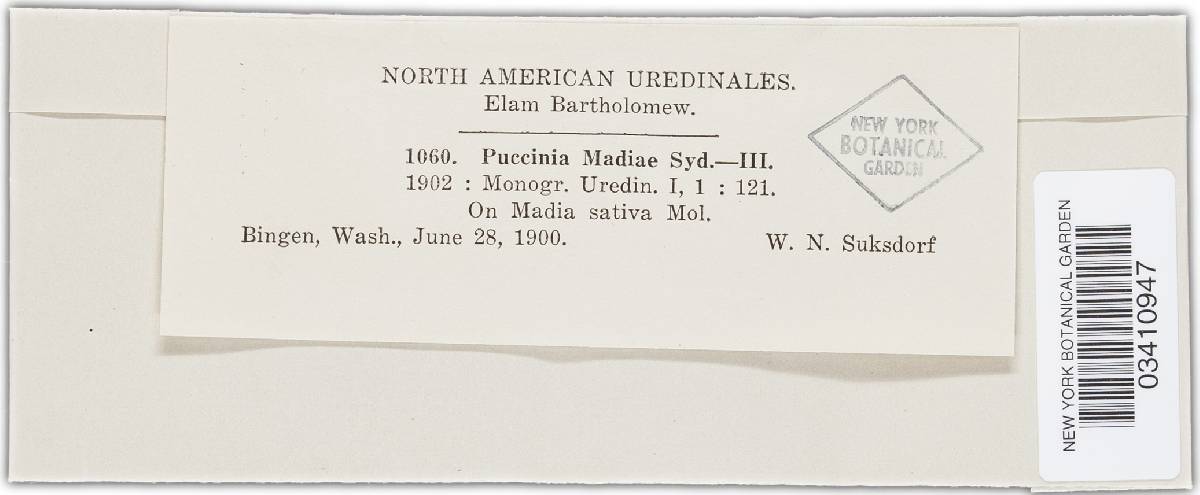 NORTH AMERICAN UREDINALES.
Elam Bartholomew.
1060. Puccinia Madiae Syd.—III.
1902 : Monogr. Uredin. I, 1 : 121.
On Madia sativa Mol.
Bingen, Wash., June 28, 1900. W. N. Suksdorf
NEW YORK
BOTANICAL
GARDEN
NEW YORK BOTANICAL GARDEN
03410947